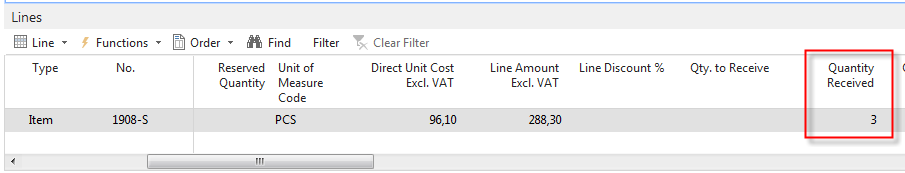 Lines
Line Functions Order Find Filter Clear Filter
Type No. Reserved Quantity Unit of Measure Code Direct Unit Cost Excl. VAT Line Amount Excl. VAT Line Discount % Qty. to Receive Quantity Received
Item 1908-S PCS 96,10 288,30 3